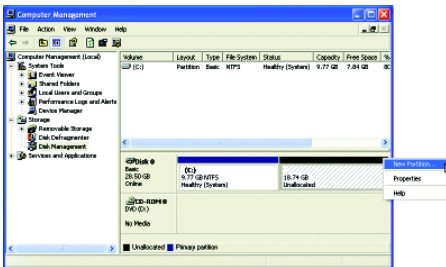 Computer Management
File Action View Window Help
Computer Management (Local)
System Tools
Event Viewer
Shared Folders
Local Users and Groups
Performance Logs and Alerts
Device Manager
Storage
Removable Storage
Disk Defragmenter
Disk Management
Services and Applications
Volume Layout Type File System Status Capacity Free Space %
(C:) Partition Basic NTFS Healthy (System) 9.77 GB 7.84 GB 80
Disk 0
Basic
28.50 GB
Online
(C:)
9.77 GB NTFS
Healthy (System)
18.74 GB
Unallocated
CD-ROM 0
DVD (D:)
No Media
Unallocated Primary partition
New Partition...
Properties
Help